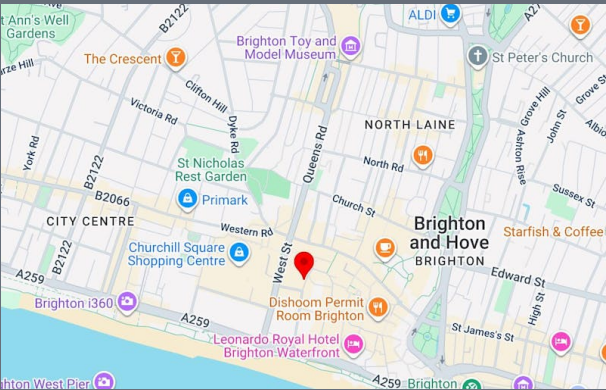 ALDI
B2122
A27
t Ann's Well
Gardens
Brighton Toy and
Model Museum
The Crescent
St Peter's Church
Clifton Hill
Victoria Rd
Dyke Rd
Queens Rd
NORTH LAINE
Grove Hill
Ashton Rise
John St
York Rd
B2122
St Nicholas
Rest Garden
North Rd
Sussex St
B2066
Primark
Church St
CITY CENTRE
Western Rd
Brighton
and Hove
BRIGHTON
Starfish & Coffee
Churchill Square
Shopping Centre
West St
B2122
A259
Edward St
High St
Brighton i360
A259
Dishoom Permit
Room Brighton
St James's St
Leonardo Royal Hotel
Brighton Waterfront
hton West Pier
Brighton